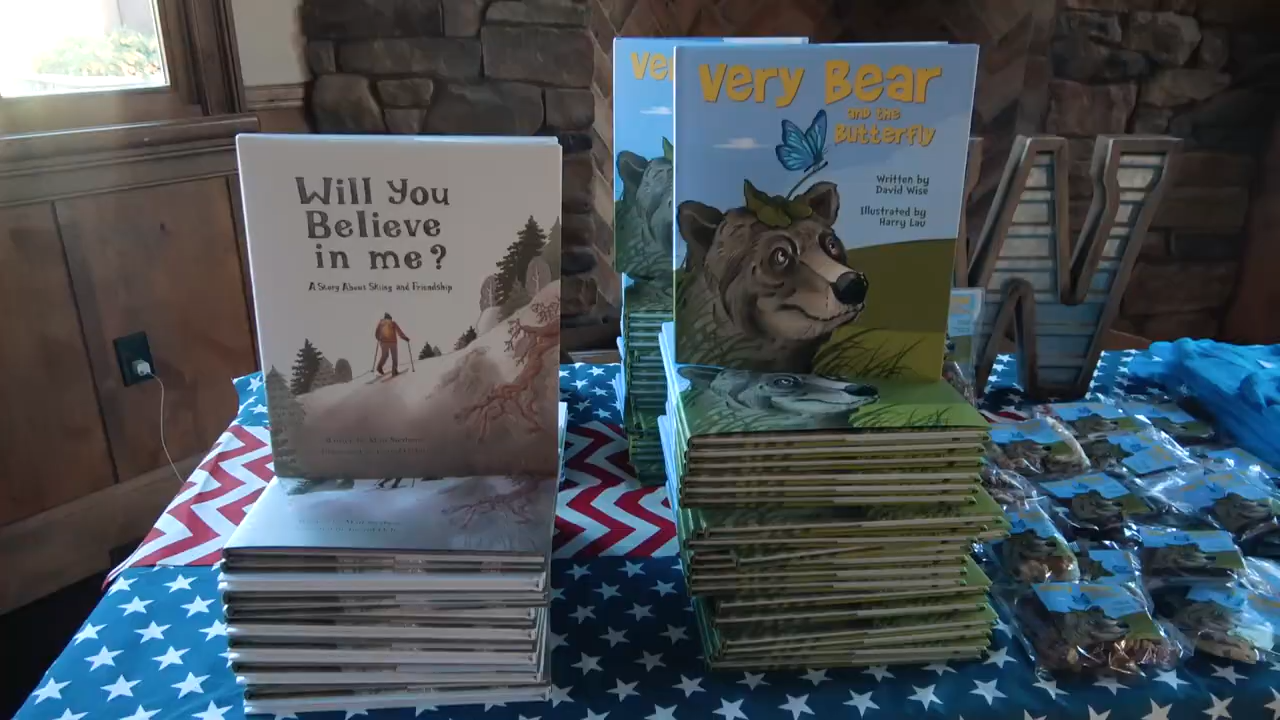 Will You
Believe
in me?
A Story About Skiing and Friendship
Ve
Very Bear
and the
Butterfly
Written by
David Wise
Illustrated by
Harry Lau
W